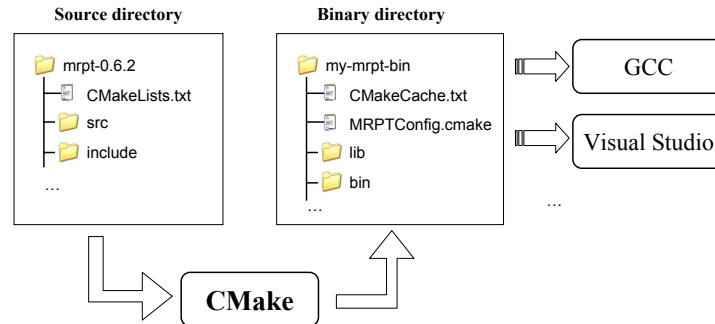 Source directory
mrpt-0.6.2
CMakeLists.txt
src
include
…
Binary directory
my-mrpt-bin
CMakeCache.txt
MRPTConfig.cmake
lib
bin
…
GCC
Visual Studio
…
CMake